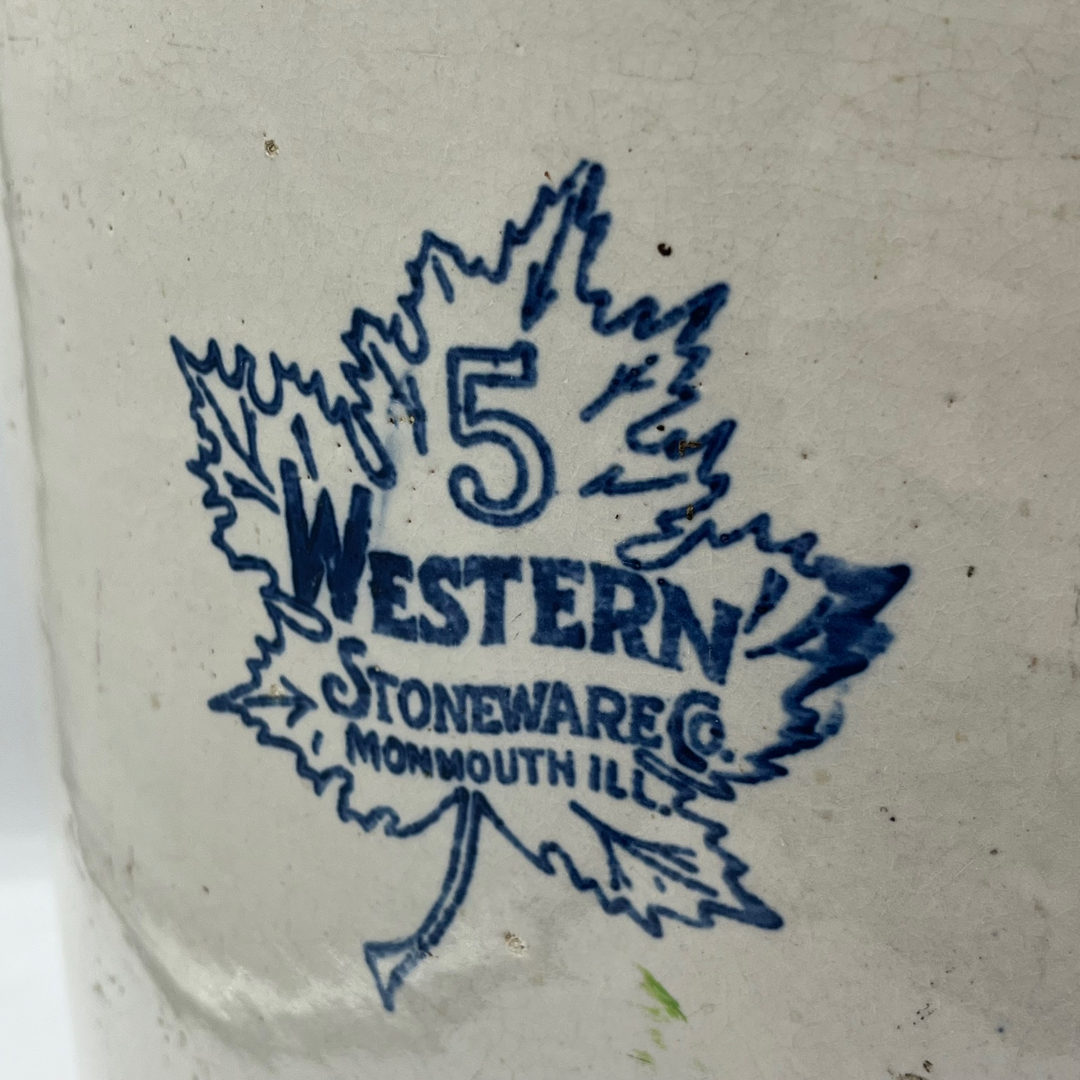 5
WESTERN
STONEWARE CO.
MONMOUTH ILL.